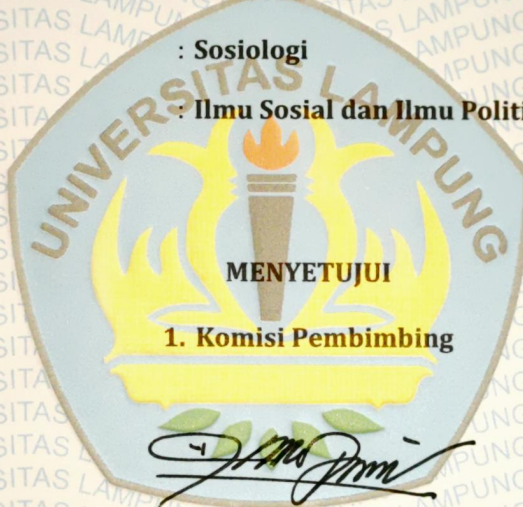 : Sosiologi
: Ilmu Sosial dan Ilmu Politi
UNIVERSITAS LAMPUNG
MENYETUJUI
1. Komisi Pembimbing